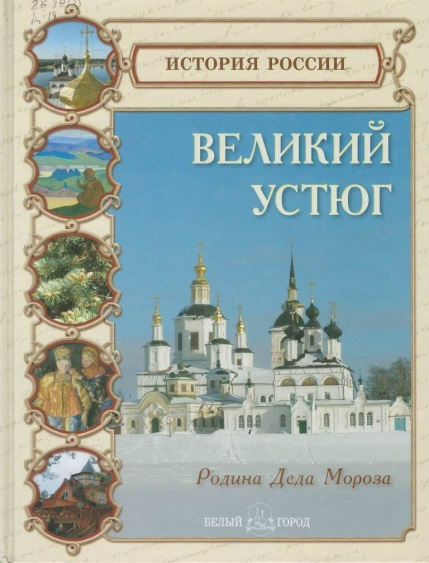 ИСТОРИЯ РОССИИ
ВЕЛИКИЙ
УСТЮГ
Родина Деда Мороза
БЕЛЫЙ ГОРОД